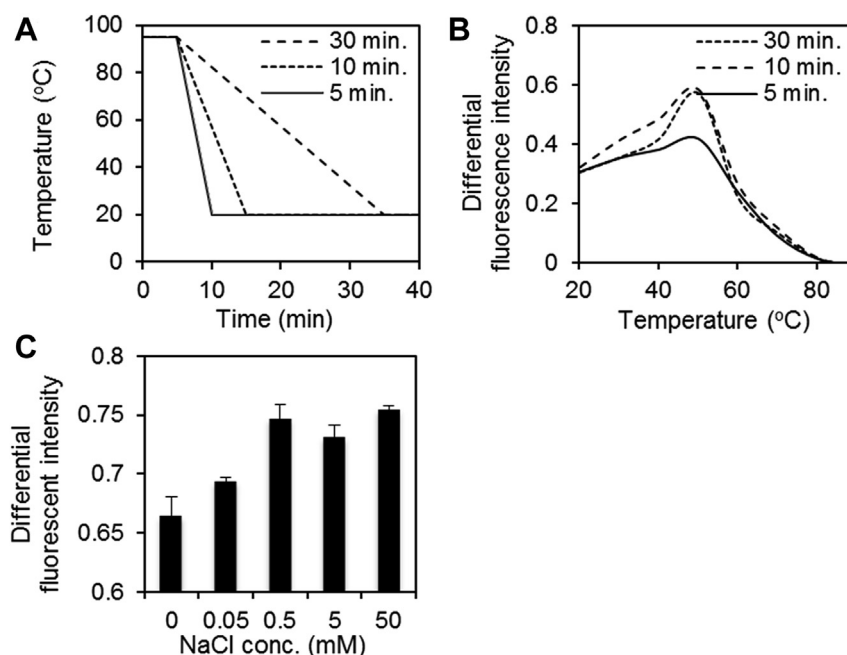 A
Temperature (°C)
100
80
60
40
20
0
30 min.
10 min.
5 min.
0
10
20
30
40
Time (min)
B
Differential
fluorescence intensity
0.8
0.6
0.4
0.2
0
30 min.
10 min.
5 min.
20
40
60
80
Temperature (°C)
C
Differential
fluorescent intensity
0.8
0.75
0.7
0.65
0.6
0
0.05
0.5
5
50
NaCl conc. (mM)